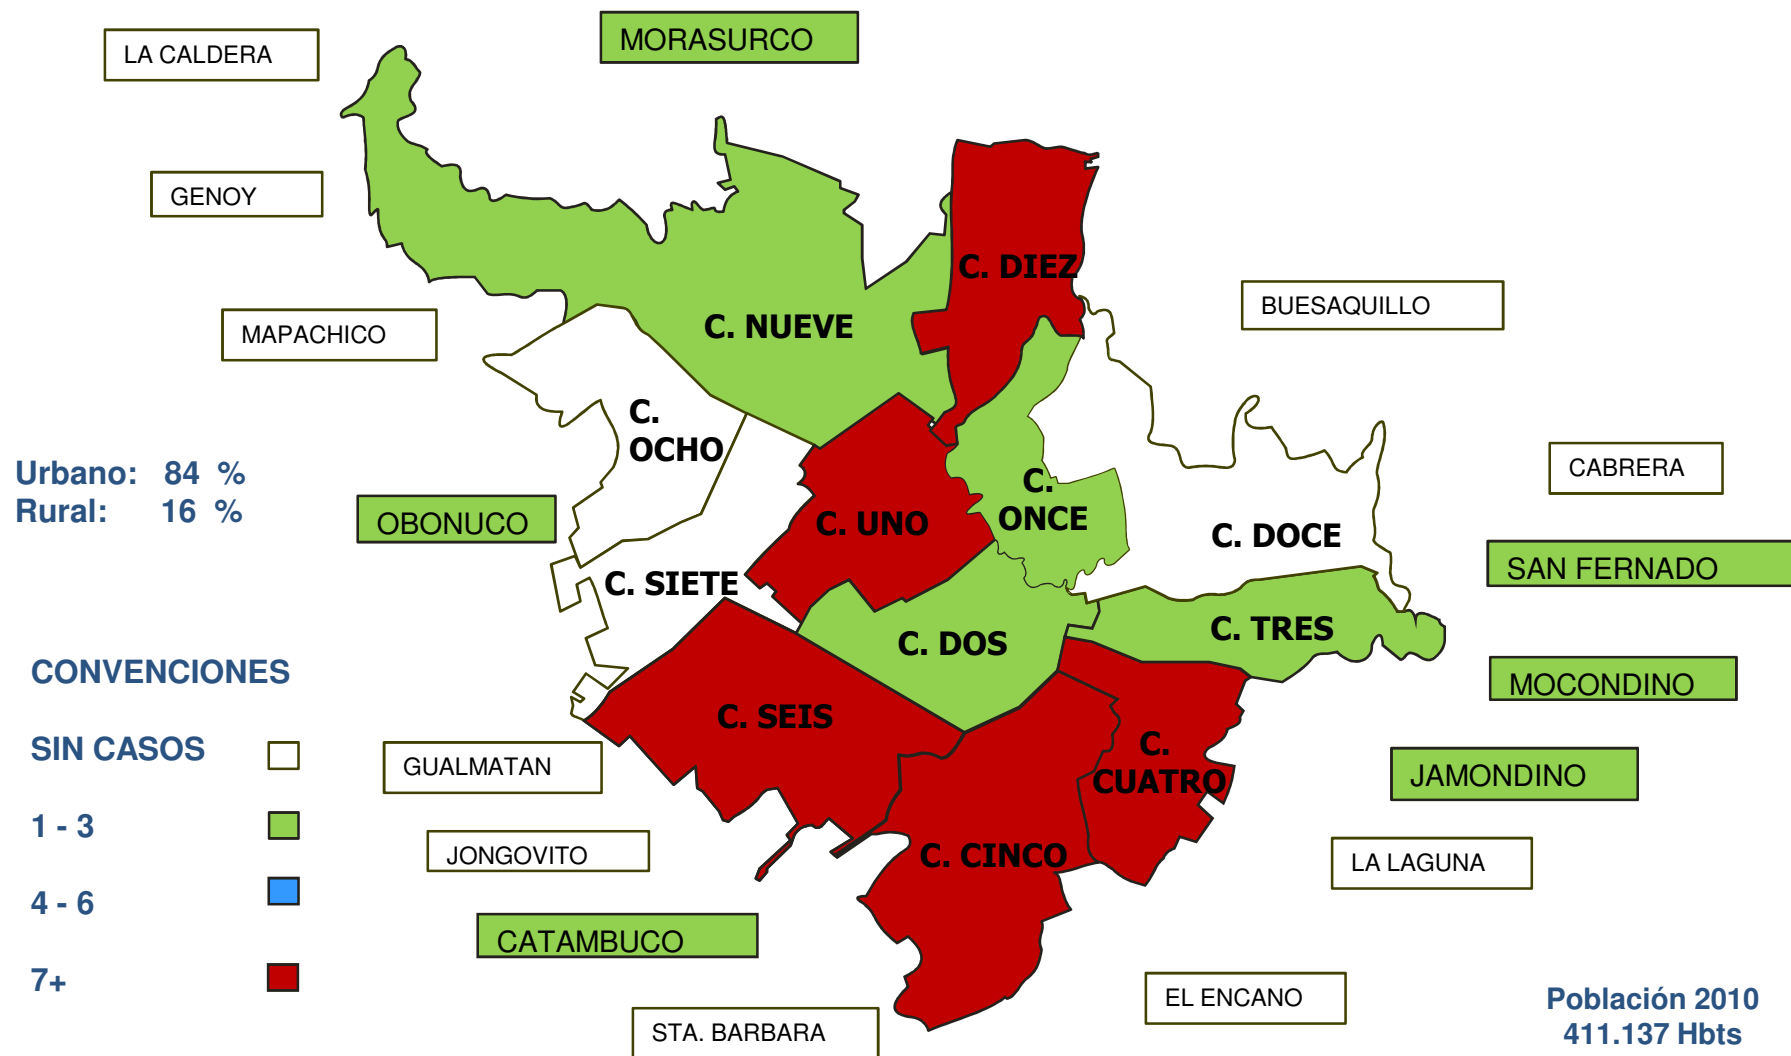 LA CALDERA
MORASURCO
GENOY
C. DIEZ
BUESAQUILLO
MAPACHICO
C. NUEVE
C.
OCHO
Urbano: 84 %
Rural: 16 %
CABRERA
OBONUCO
C. UNO
C.
ONCE
C. DOCE
SAN FERNADO
C. SIETE
C. DOS
C. TRES
CONVENCIONES
MOCONDINO
C. SEIS
SIN CASOS
GUALMATAN
C.
CUATRO
JAMONDINO
1 - 3
JONGOVITO
C. CINCO
LA LAGUNA
4 - 6
CATAMBUCO
7+
EL ENCANO
STA. BARBARA
Población 2010
411.137 Hbts